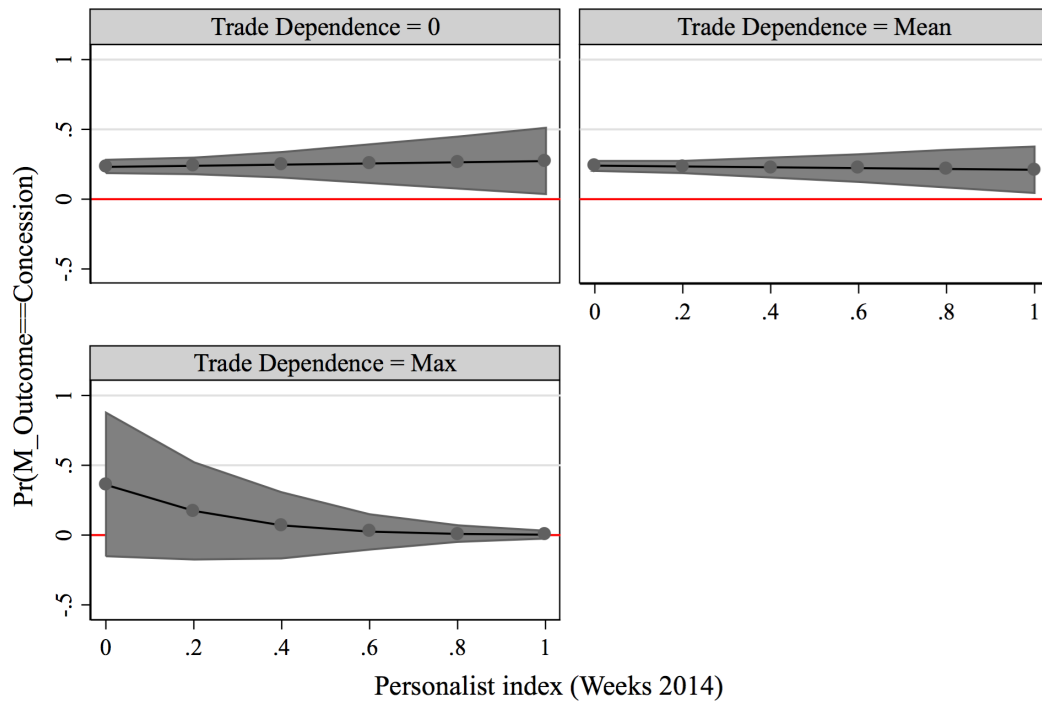 Trade Dependence = 0
Trade Dependence = Mean
1
.5
0
-.5
0 .2 .4 .6 .8 1
Trade Dependence = Max
1
.5
0
-.5
0 .2 .4 .6 .8 1
Pr(M_Outcome==Concession)
Personalist index (Weeks 2014)